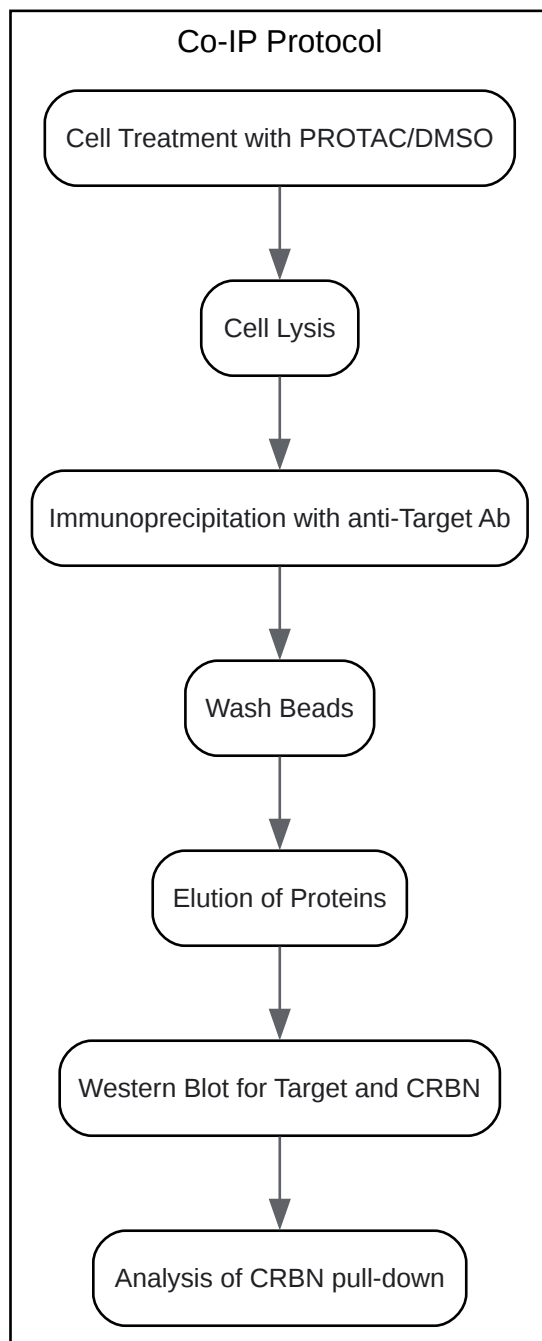 Co-IP Protocol
Cell Treatment with PROTAC/DMSO
Cell Lysis
Immunoprecipitation with anti-Target Ab
Wash Beads
Elution of Proteins
Western Blot for Target and CRBN
Analysis of CRBN pull-down